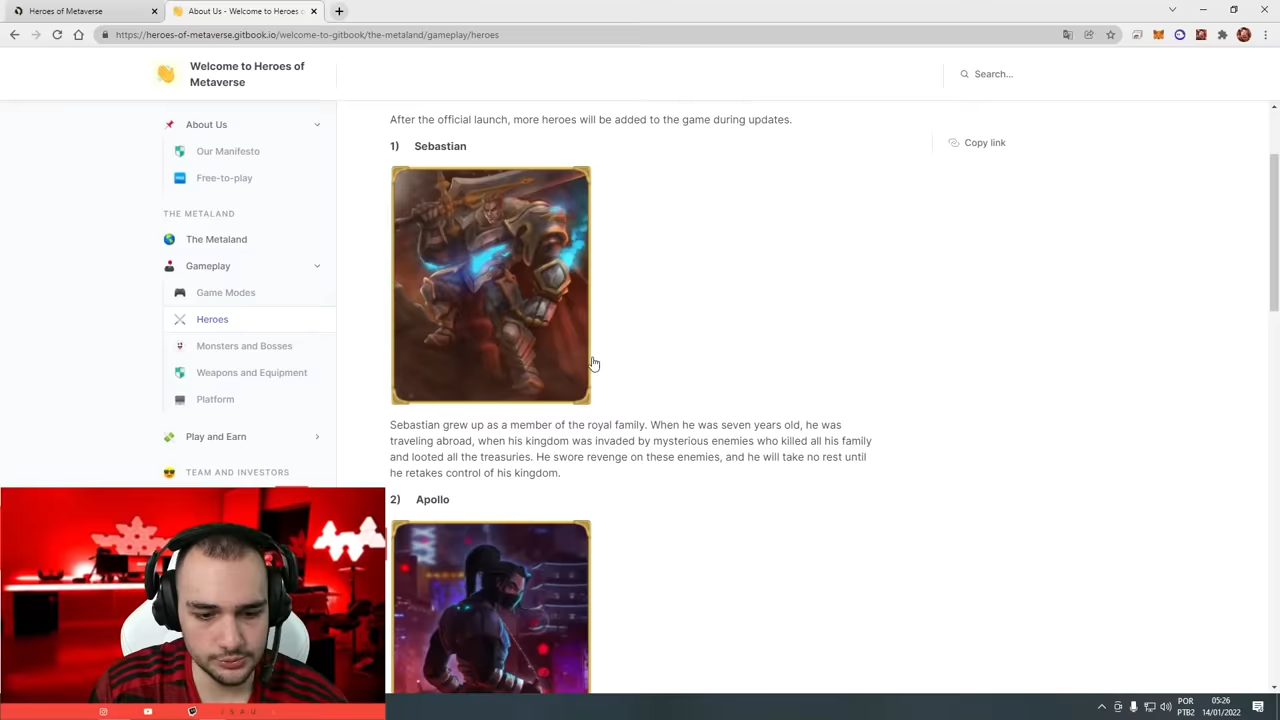 Heroes of Metaverse
About Us - Welcome to Heroes of
https://heroes-of-metaverse.gitbook.io/welcome-to-gitbook/the-metaland/gameplay/heroes
Welcome to Heroes of
Metaverse
Search...
About Us
Our Manifesto
Free-to-play
THE METALAND
The Metaland
Gameplay
Game Modes
Heroes
Monsters and Bosses
Weapons and Equipment
Platform
Play and Earn
TEAM AND INVESTORS
After the official launch, more heroes will be added to the game during updates.
Copy link
1) Sebastian
Sebastian grew up as a member of the royal family. When he was seven years old, he was
traveling abroad, when his kingdom was invaded by mysterious enemies who killed all his family
and looted all the treasuries. He swore revenge on these enemies, and he will take no rest until
he retakes control of his kingdom.
2) Apollo
POR
PTB2
05:26
14/01/2022